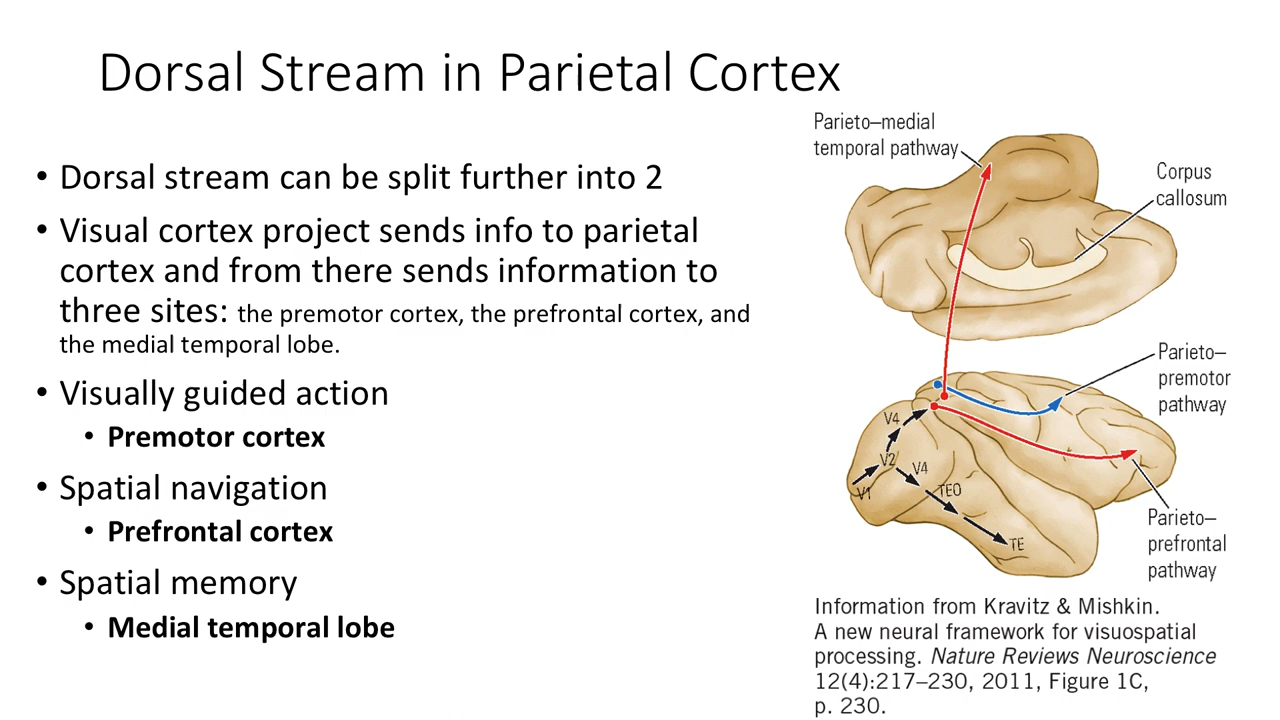 Dorsal Stream in Parietal Cortex
• Dorsal stream can be split further into 2
• Visual cortex project sends info to parietal
cortex and from there sends information to
three sites: the premotor cortex, the prefrontal cortex, and
the medial temporal lobe.
• Visually guided action
• Premotor cortex
• Spatial navigation
• Prefrontal cortex
• Spatial memory
• Medial temporal lobe
Parieto–medial
temporal pathway
Corpus
callosum
Parieto–
premotor
pathway
V4
V2
V4
V1
TEO
TE
Parieto–
prefrontal
pathway
Information from Kravitz & Mishkin.
A new neural framework for visuospatial
processing. Nature Reviews Neuroscience
12(4):217–230, 2011, Figure 1C,
p. 230.